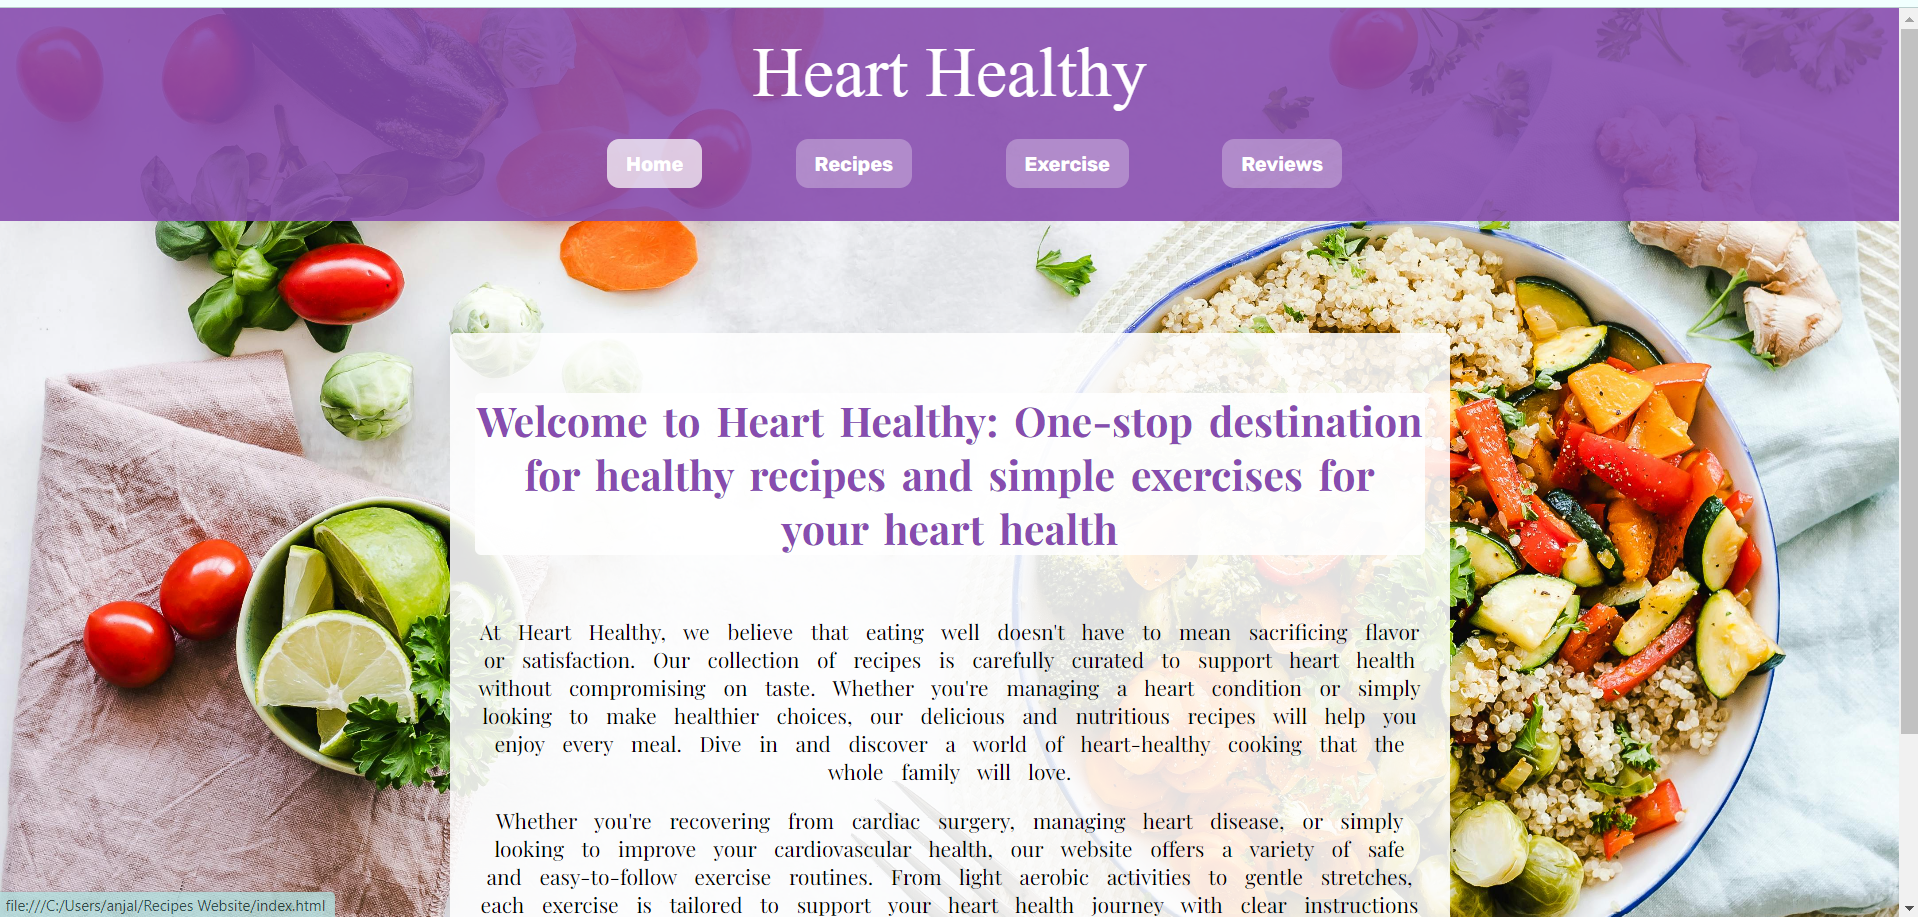 Heart Healthy
Home Recipes Exercise Reviews
Welcome to Heart Healthy: One-stop destination
for healthy recipes and simple exercises for
your heart health
At Heart Healthy, we believe that eating well doesn't have to mean sacrificing flavor
or satisfaction. Our collection of recipes is carefully curated to support heart health
without compromising on taste. Whether you're managing a heart condition or simply
looking to make healthier choices, our delicious and nutritious recipes will help you
enjoy every meal. Dive in and discover a world of heart-healthy cooking that the
whole family will love.
Whether you're recovering from cardiac surgery, managing heart disease, or simply
looking to improve your cardiovascular health, our website offers a variety of safe
and easy-to-follow exercise routines. From light aerobic activities to gentle stretches,
each exercise is tailored to support your heart health journey with clear instructions
file:///C:/Users/anjal/Recipes Website/index.html